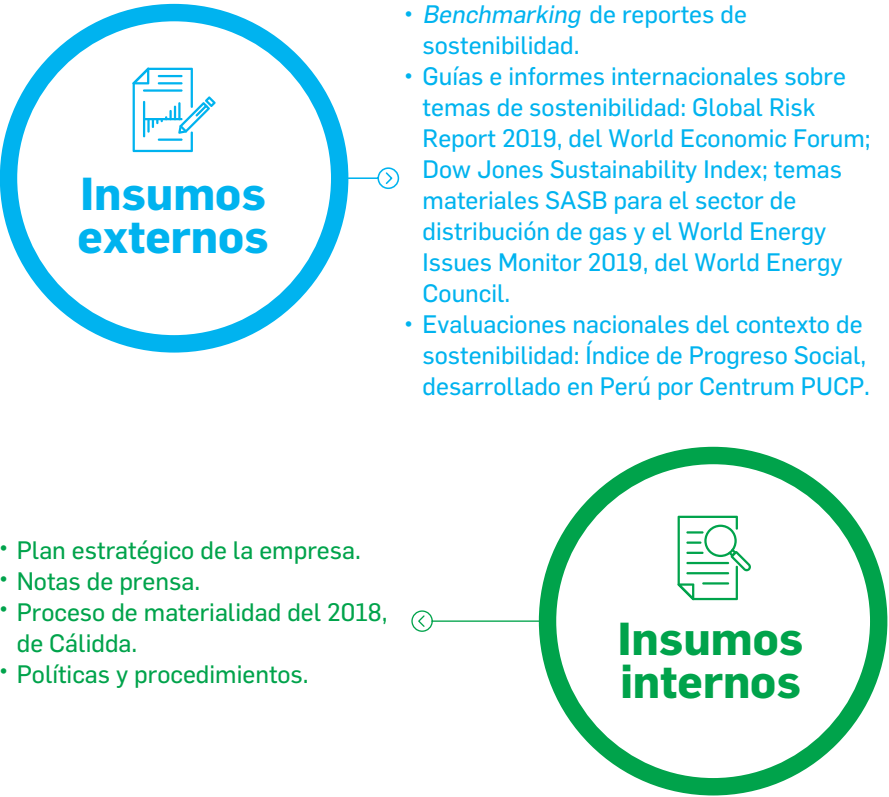 Insumos
externos
• Benchmarking de reportes de
sostenibilidad.
• Guías e informes internacionales sobre
temas de sostenibilidad: Global Risk
Report 2019, del World Economic Forum;
Dow Jones Sustainability Index; temas
materiales SASB para el sector de
distribución de gas y el World Energy
Issues Monitor 2019, del World Energy
Council.
• Evaluaciones nacionales del contexto de
sostenibilidad: Índice de Progreso Social,
desarrollado en Perú por Centrum PUCP.
Insumos
internos
• Plan estratégico de la empresa.
• Notas de prensa.
• Proceso de materialidad del 2018,
de Cálidda.
• Políticas y procedimientos.